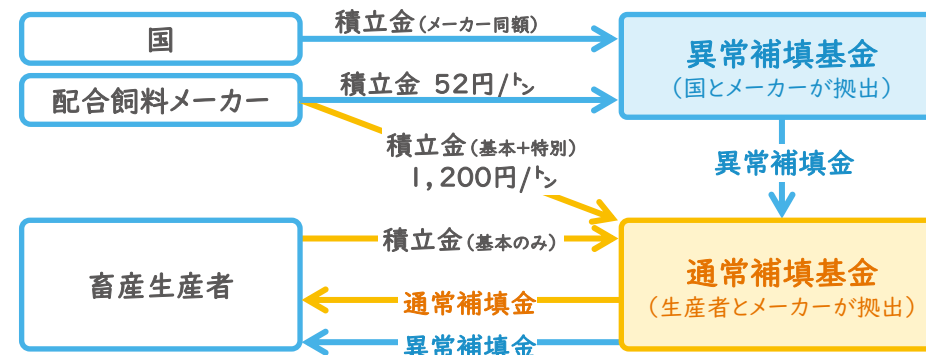 国
積立金(メーカー同額)
異常補填基金
(国とメーカーが拠出)
配合飼料メーカー
積立金 52円/㌧
積立金(基本+特別)
1,200円/㌧
異常補填金
畜産生産者
積立金(基本のみ)
通常補填基金
(生産者とメーカーが拠出)
通常補填金
異常補填金